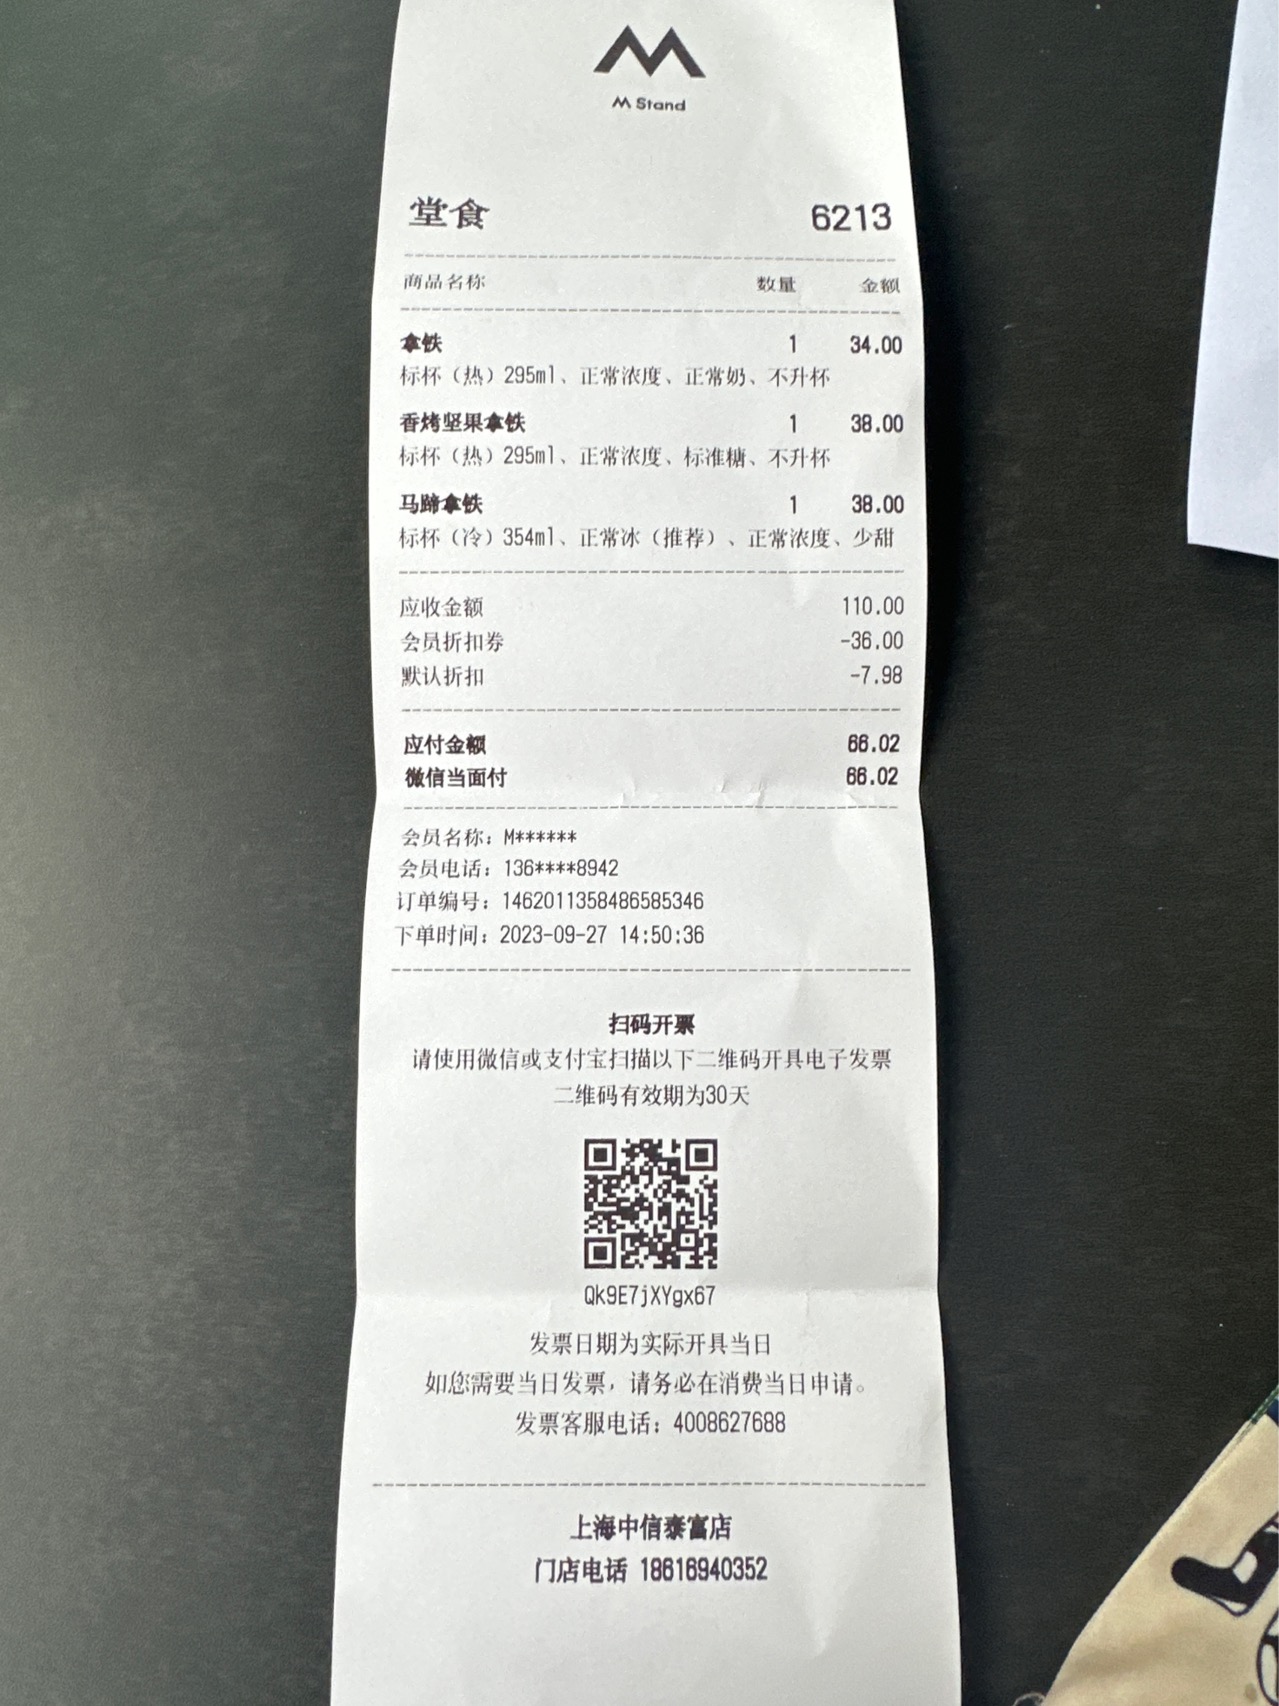 M Stand
堂食 6213
商品名称 数量 金额
拿铁 1 34.00
标杯（热）295ml、正常浓度、正常奶、不升杯
香烤坚果拿铁 1 38.00
标杯（热）295ml、正常浓度、标准糖、不升杯
马蹄拿铁 1 38.00
标杯（冷）354ml、正常冰（推荐）、正常浓度、少甜
应收金额 110.00
会员折扣券 -36.00
默认折扣 -7.98
应付金额 66.02
微信当面付 66.02
会员名称：M******
会员电话：136****8942
订单编号：1462011358486585346
下单时间：2023-09-27 14:50:36
扫码开票
请使用微信或支付宝扫描以下二维码开具电子发票
二维码有效期为30天
Qk9E7jXYgx67
发票日期为实际开具当日
如您需要当日发票，请务必在消费当日申请。
发票客服电话：4008627688
上海中信泰富店
门店电话 18616940352